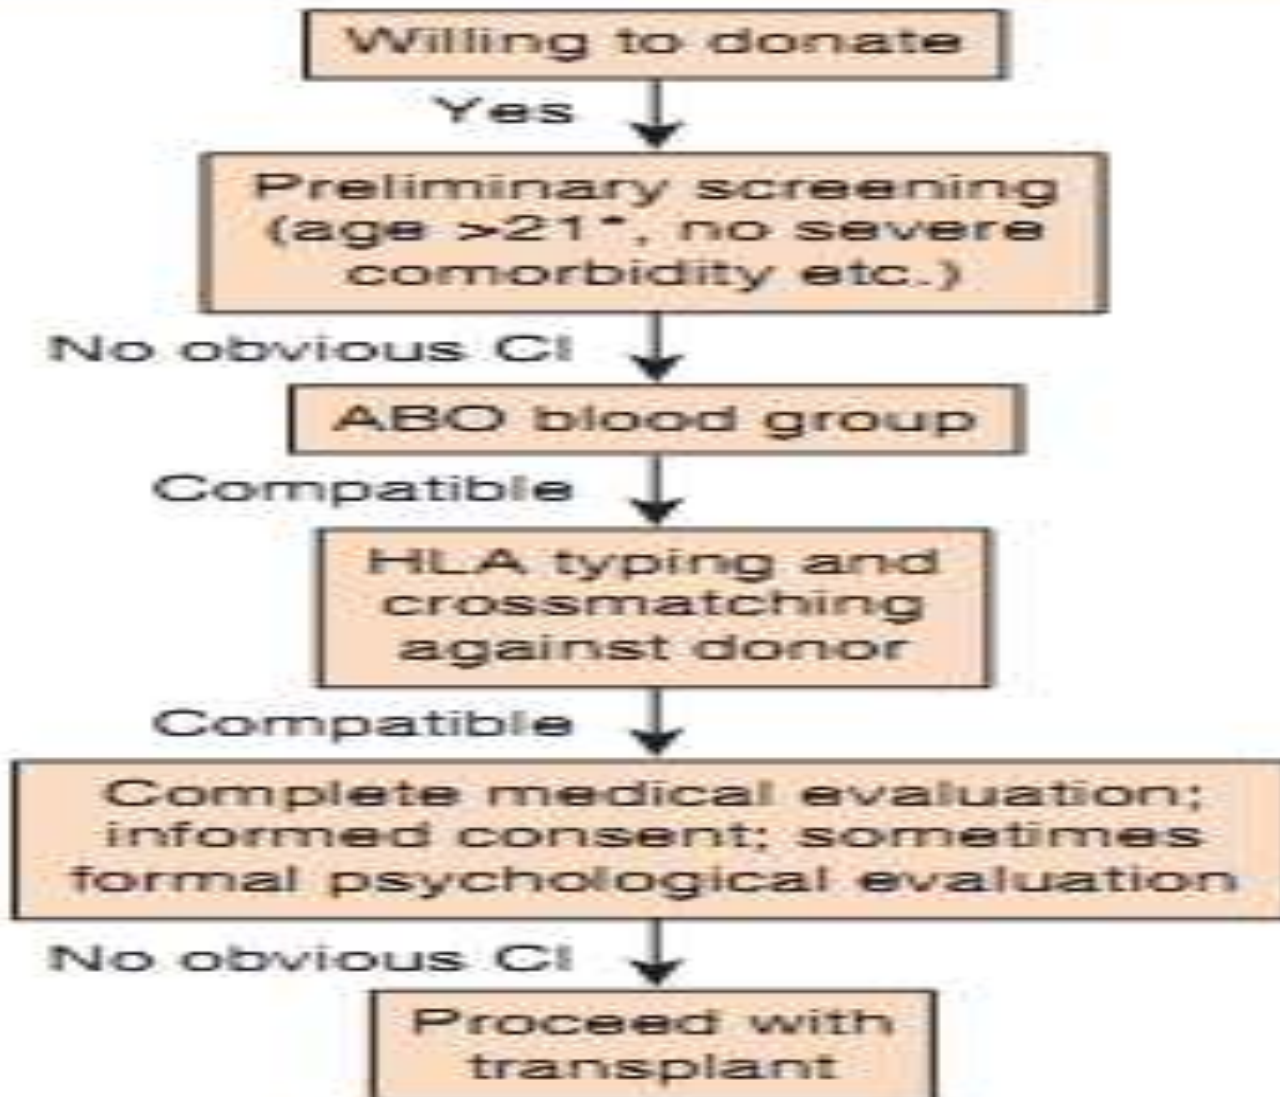 Willing to donate
Yes
Preliminary screening
(age >21*, no severe
comorbidity etc.)
No obvious CI
ABO blood group
Compatible
HLA typing and
crossmatching
against donor
Compatible
Complete medical evaluation;
informed consent; sometimes
formal psychological evaluation
No obvious CI
Proceed with
transplant